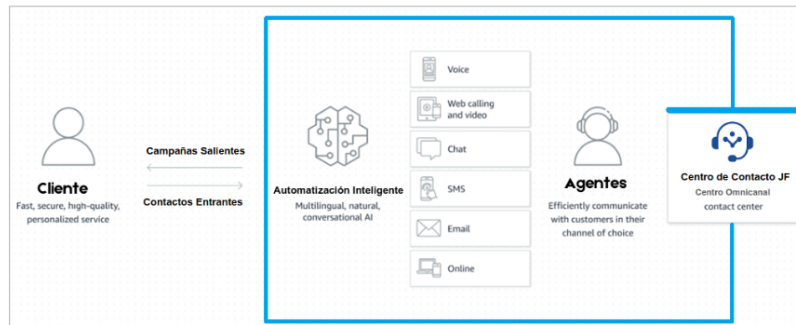 Cliente
Fast, secure, high-quality,
personalized service
Campañas Salientes
Contactos Entrantes
Automatización Inteligente
Multilingual, natural,
conversational AI
Voice
Web calling
and video
Chat
SMS
Email
Online
Agentes
Efficiently communicate
with customers in their
channel of choice
Centro de Contacto JF
Centro Omnicanal
contact center